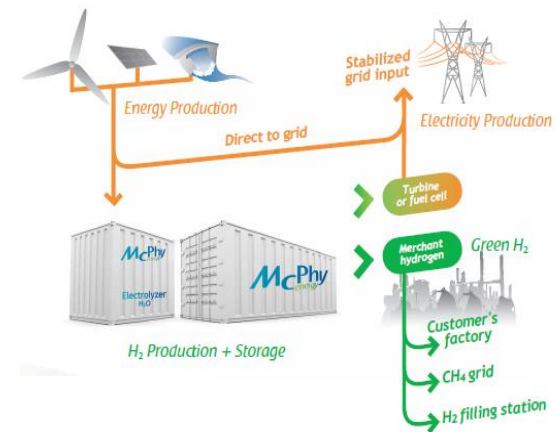 Energy Production
Stabilized
grid input
Electricity Production
Direct to grid
Turbine
or fuel cell
McPhy
energy
Electrolyzer
H₂O
McPhy
energy
Merchant
hydrogen
Green H₂
H₂ Production + Storage
Customer's
factory
CH₄ grid
H₂ filling station